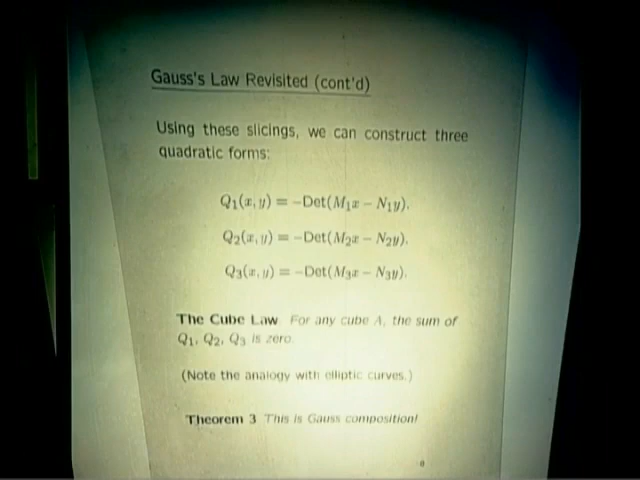 Gauss's Law Revisited (cont'd)
Using these slicings, we can construct three
quadratic forms:
Q₁(x, y) = −Det(M₁x − N₁y),
Q₂(x, y) = −Det(M₂x − N₂y),
Q₃(x, y) = −Det(M₃x − N₃y).
The Cube Law For any cube A, the sum of
Q₁, Q₂, Q₃ is zero.
(Note the analogy with elliptic curves.)
Theorem 3 This is Gauss composition!